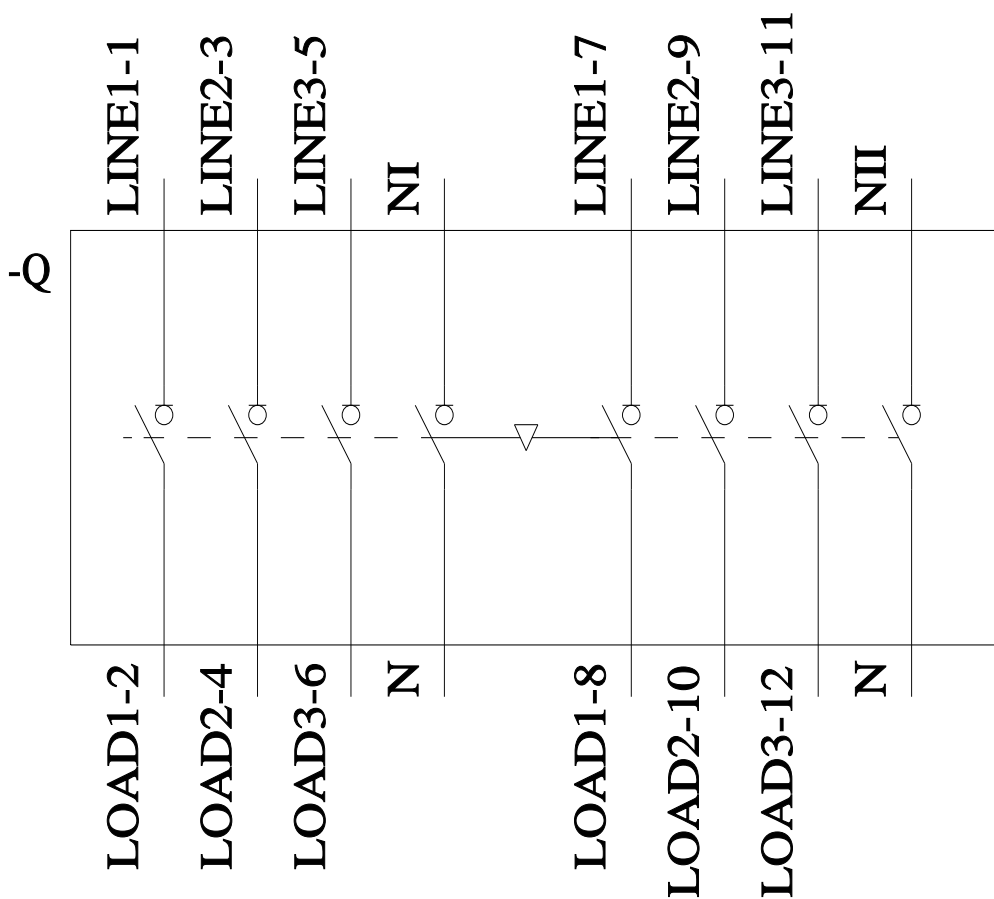 LINE1-1
LINE2-3
LINE3-5
NI
LINE1-7
LINE2-9
LINE3-11
NII
-Q
LOAD1-2
LOAD2-4
LOAD3-6
N
LOAD1-8
LOAD2-10
LOAD3-12
N